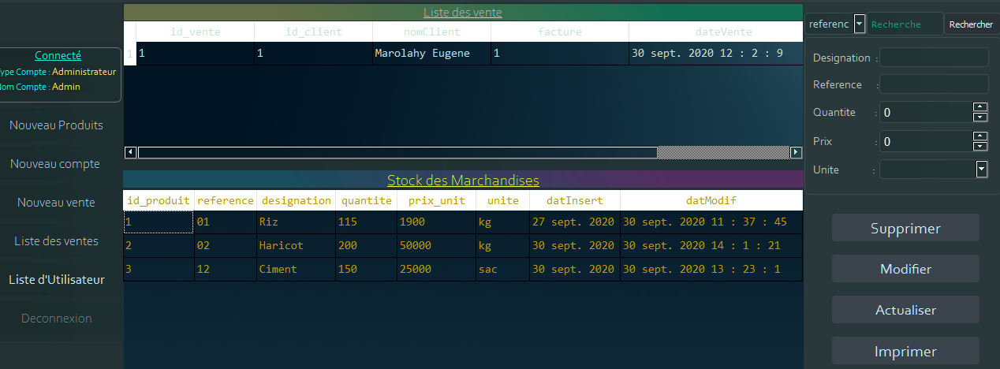 Connecté
Type Compte : Administrateur
Nom Compte : Admin
Nouveau Produits
Nouveau compte
Nouveau vente
Liste des ventes
Liste d'Utilisateur
Deconnexion
Liste des vente
id_vente id_client nomClient facture dateVente
1 1 1 Marolahy Eugene 1 30 sept. 2020 12 : 2 : 9
Stock des Marchandises
id_produit reference designation quantite prix_unit unite datInsert datModif
1 01 Riz 115 1900 kg 27 sept. 2020 30 sept. 2020 11 : 37 : 45
2 02 Haricot 200 50000 kg 30 sept. 2020 30 sept. 2020 14 : 1 : 21
3 12 Ciment 150 25000 sac 30 sept. 2020 30 sept. 2020 13 : 23 : 1
referenc Recherche Rechercher
Designation :
Reference :
Quantite : 0
Prix : 0
Unite :
Supprimer
Modifier
Actualiser
Imprimer